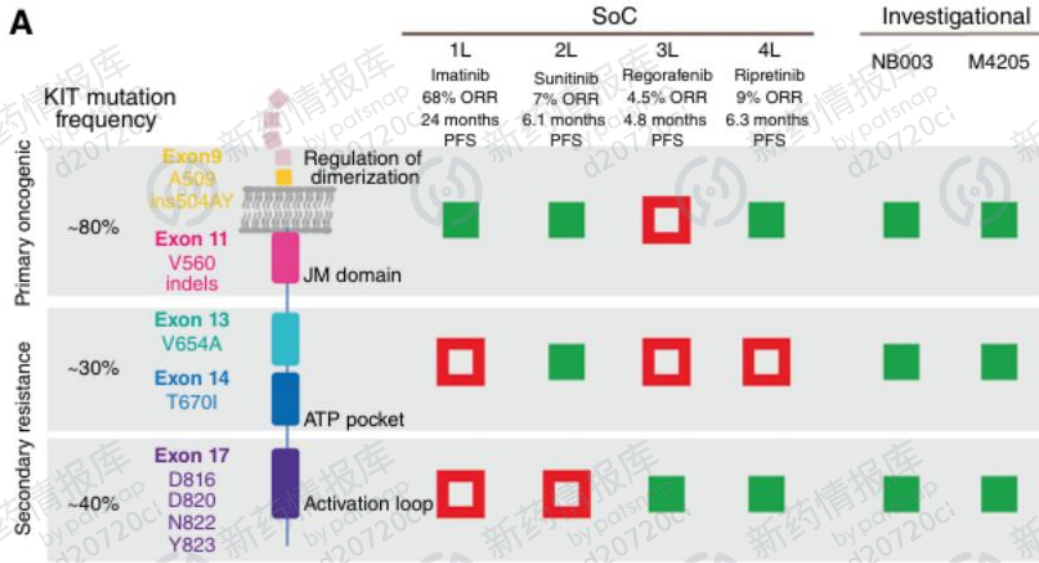 A
SoC
Investigational
1L
2L
3L
4L
NB003
M4205
Imatinib
68% ORR
24 months
PFS
Sunitinib
7% ORR
6.1 months
PFS
Regorafenib
4.5% ORR
4.8 months
PFS
Ripretinib
9% ORR
6.3 months
PFS
KIT mutation
frequency
Primary oncogenic
~80%
Exon9
A509
ins504AY
Regulation of
dimerization
Exon 11
V560
indels
JM domain
Secondary resistance
~30%
Exon 13
V654A
Exon 14
T670I
ATP pocket
~40%
Exon 17
D816
D820
N822
Y823
Activation loop
新药情报库
by patsnap
d20720ci